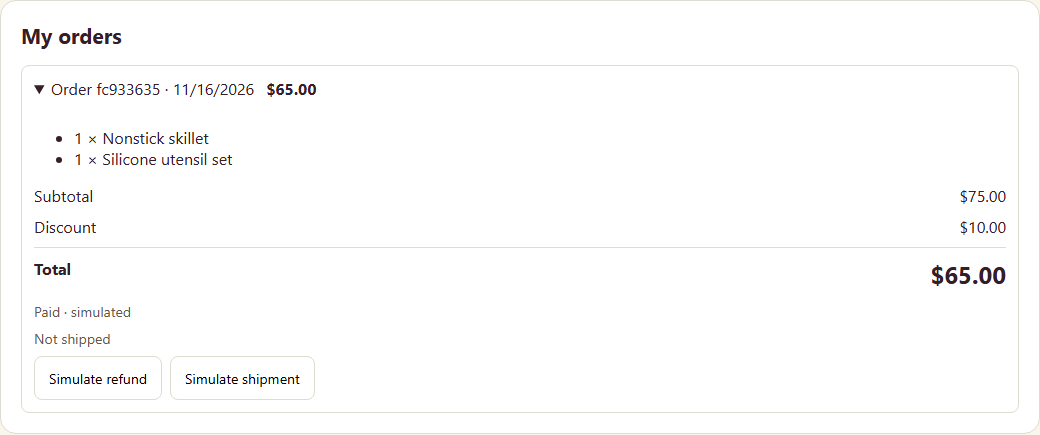 My orders
▼ Order fc933635 · 11/16/2026 $65.00
• 1 × Nonstick skillet
• 1 × Silicone utensil set
Subtotal $75.00
Discount $10.00
Total $65.00
Paid · simulated
Not shipped
Simulate refund Simulate shipment